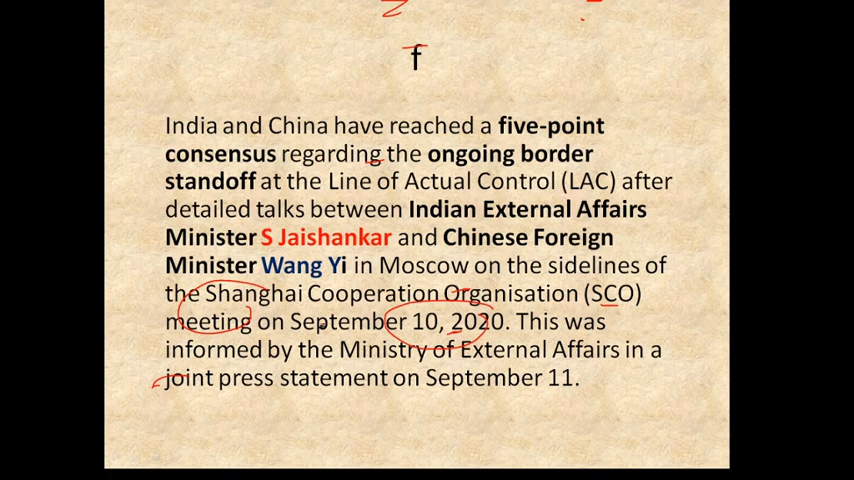 f
India and China have reached a five-point
consensus regarding the ongoing border
standoff at the Line of Actual Control (LAC) after
detailed talks between Indian External Affairs
Minister S Jaishankar and Chinese Foreign
Minister Wang Yi in Moscow on the sidelines of
the Shanghai Cooperation Organisation (SCO)
meeting on September 10, 2020. This was
informed by the Ministry of External Affairs in a
joint press statement on September 11.